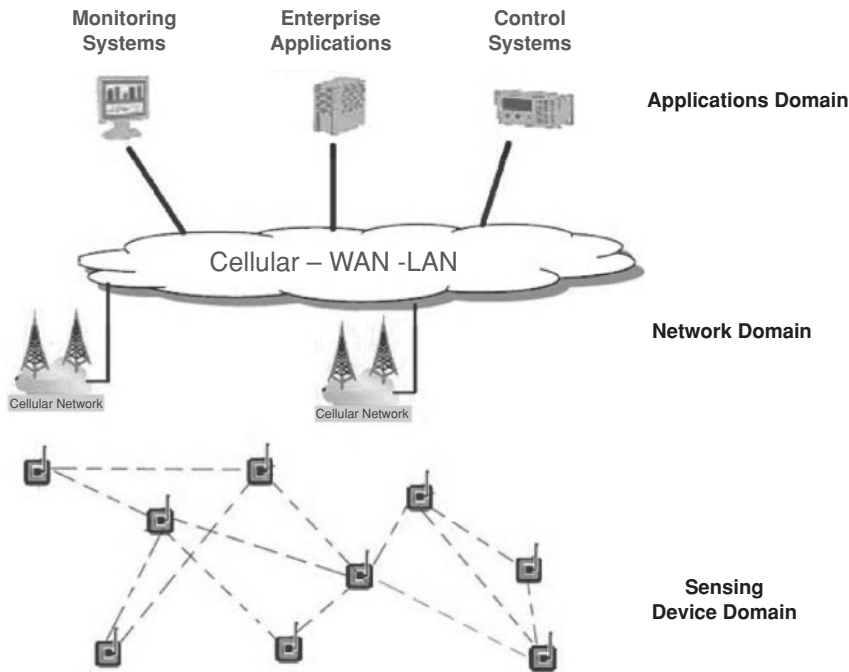 Monitoring
Systems
Enterprise
Applications
Control
Systems
Applications Domain
Cellular – WAN -LAN
Network Domain
Cellular Network
Cellular Network
Sensing
Device Domain